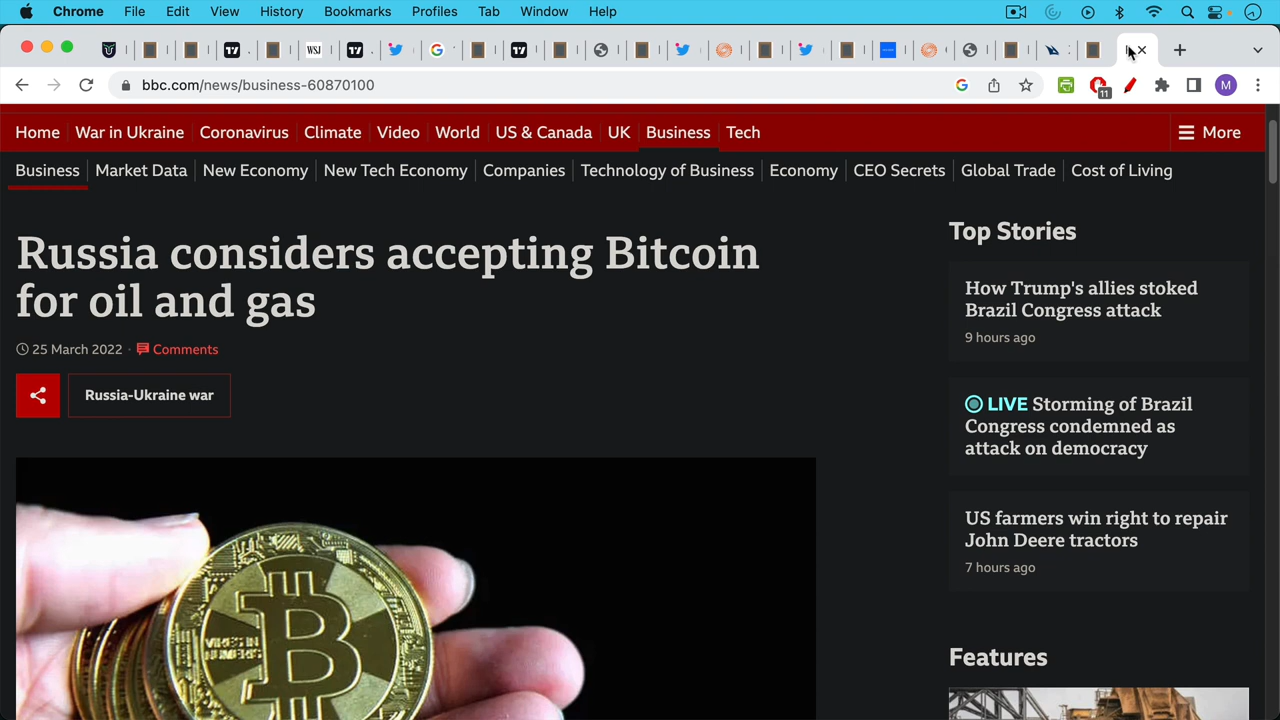 Chrome File Edit View History Bookmarks Profiles Tab Window Help
WSJ
bbc.com/news/business-60870100
11
M
Home War in Ukraine Coronavirus Climate Video World US & Canada UK Business Tech More
Business Market Data New Economy New Tech Economy Companies Technology of Business Economy CEO Secrets Global Trade Cost of Living
Russia considers accepting Bitcoin
for oil and gas
25 March 2022 · Comments
Russia-Ukraine war
VIRES IN
NUMERIS
Top Stories
How Trump's allies stoked
Brazil Congress attack
9 hours ago
LIVE Storming of Brazil
Congress condemned as
attack on democracy
US farmers win right to repair
John Deere tractors
7 hours ago
Features